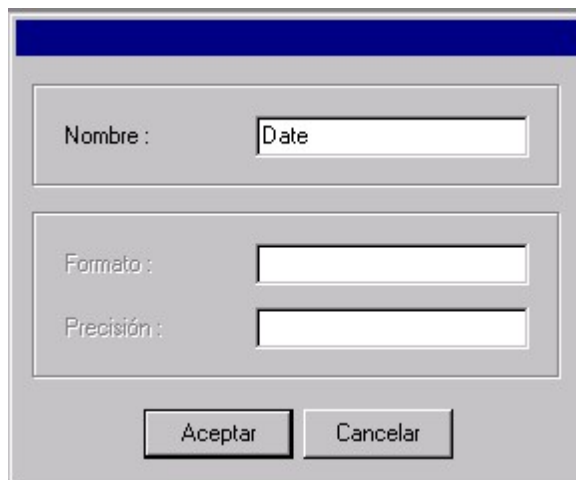 Nombre : Date
Formato :
Precisión :
Aceptar Cancelar